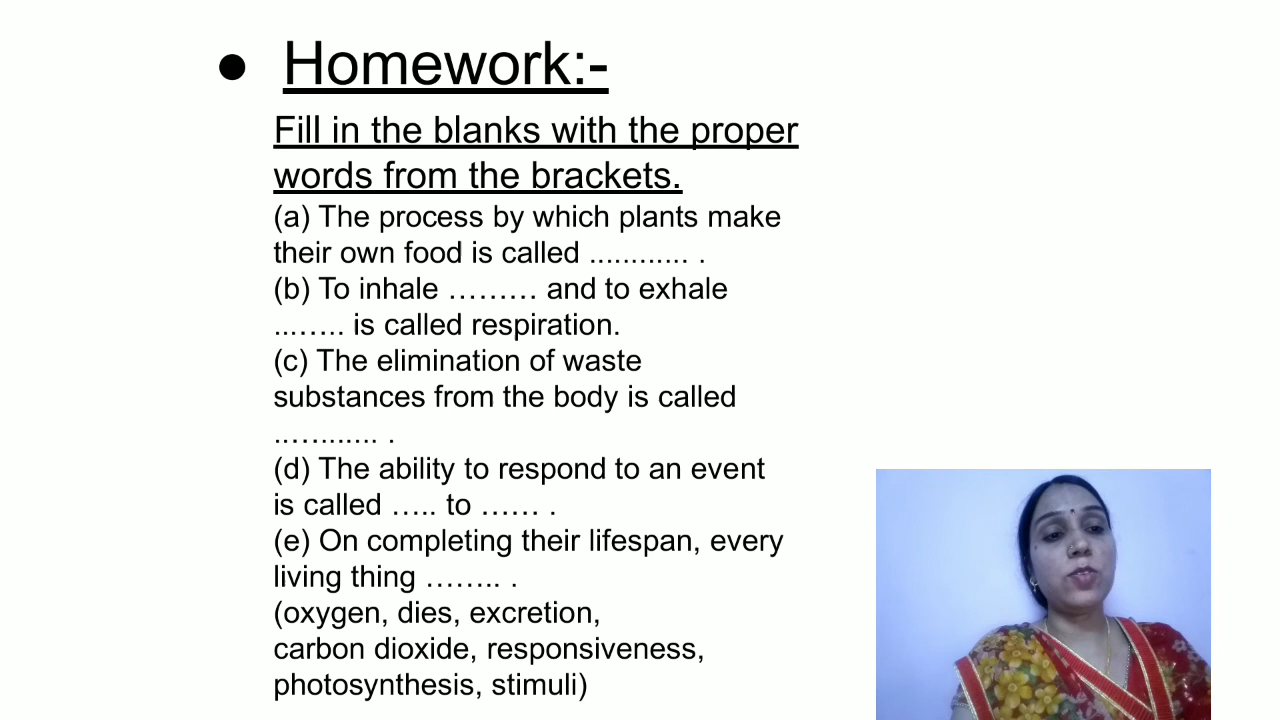 ● Homework:-
Fill in the blanks with the proper
words from the brackets.
(a) The process by which plants make
their own food is called ............ .
(b) To inhale ……… and to exhale
...….. is called respiration.
(c) The elimination of waste
substances from the body is called
..…....... .
(d) The ability to respond to an event
is called ….. to …… .
(e) On completing their lifespan, every
living thing …….. .
(oxygen, dies, excretion,
carbon dioxide, responsiveness,
photosynthesis, stimuli)